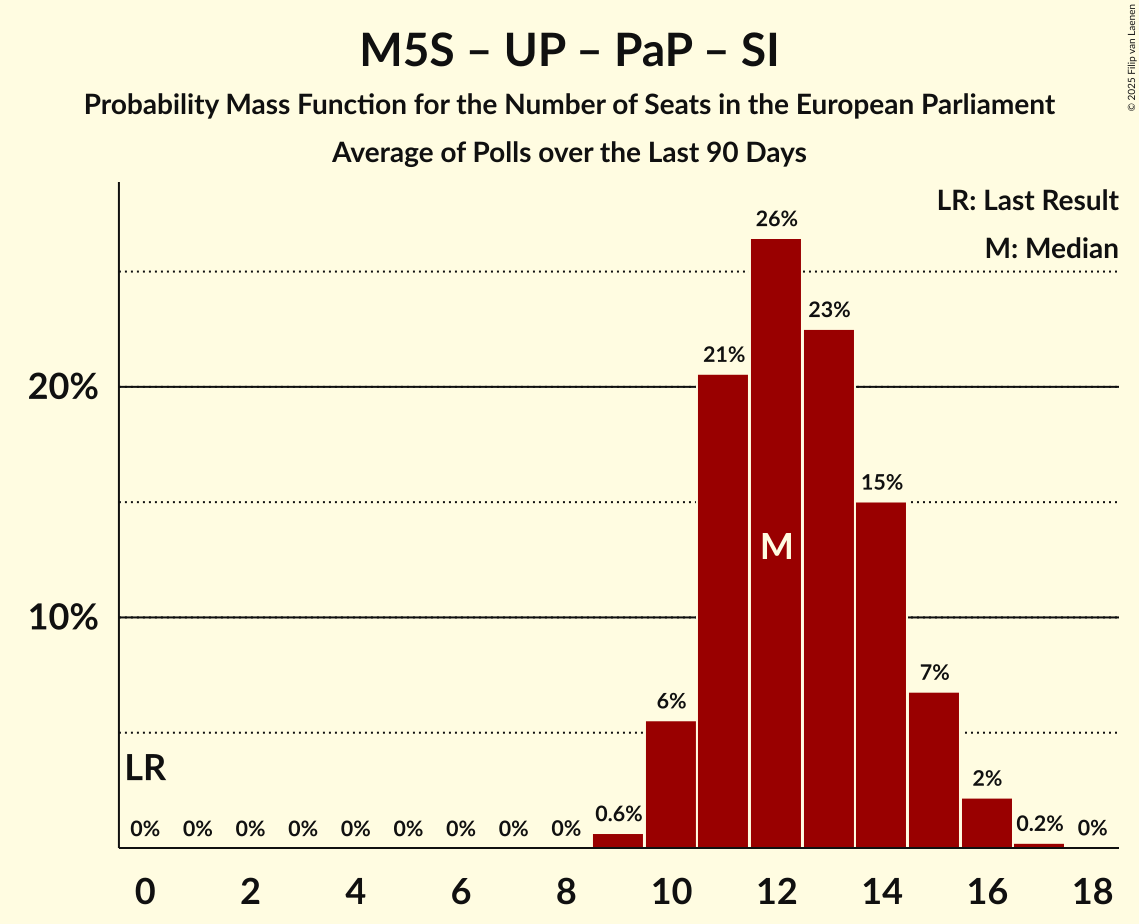 M5S – UP – PaP – SI
Probability Mass Function for the Number of Seats in the European Parliament
Average of Polls over the Last 90 Days
© 2025 Filip van Laenen
LR: Last Result
M: Median
26%
23%
21%
20%
15%
M
10%
7%
6%
LR
2%
0% 0% 0% 0% 0% 0% 0% 0% 0% 0.6% 0.2% 0%
0 2 4 6 8 10 12 14 16 18